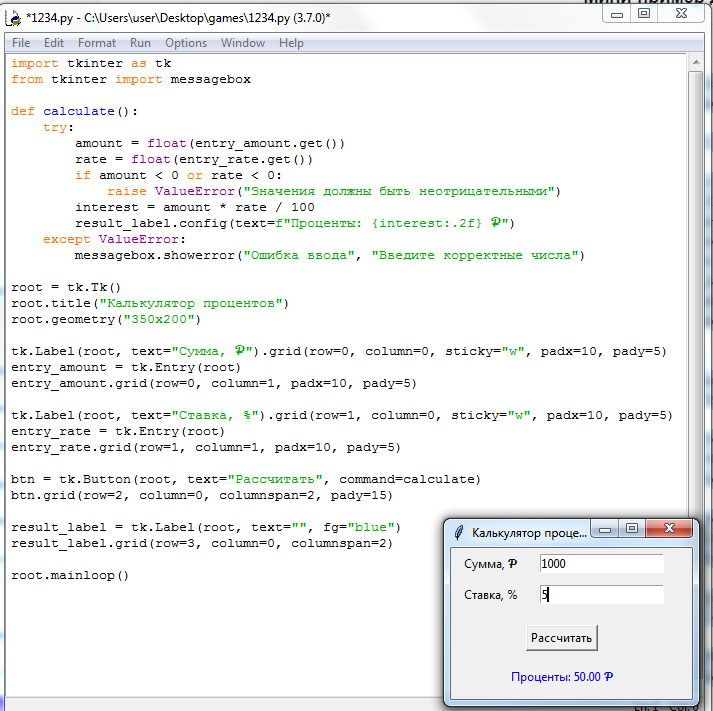 Мини-пример
*1234.py - C:\Users\user\Desktop\games\1234.py (3.7.0)*
File Edit Format Run Options Window Help
import tkinter as tk
from tkinter import messagebox
def calculate():
    try:
        amount = float(entry_amount.get())
        rate = float(entry_rate.get())
        if amount < 0 or rate < 0:
            raise ValueError("Значения должны быть неотрицательными")
        interest = amount * rate / 100
        result_label.config(text=f"Проценты: {interest:.2f} ₽")
    except ValueError:
        messagebox.showerror("Ошибка ввода", "Введите корректные числа")
root = tk.Tk()
root.title("Калькулятор процентов")
root.geometry("350x200")
tk.Label(root, text="Сумма, ₽").grid(row=0, column=0, sticky="w", padx=10, pady=5)
entry_amount = tk.Entry(root)
entry_amount.grid(row=0, column=1, padx=10, pady=5)
tk.Label(root, text="Ставка, %").grid(row=1, column=0, sticky="w", padx=10, pady=5)
entry_rate = tk.Entry(root)
entry_rate.grid(row=1, column=1, padx=10, pady=5)
btn = tk.Button(root, text="Рассчитать", command=calculate)
btn.grid(row=2, column=0, columnspan=2, pady=15)
result_label = tk.Label(root, text="", fg="blue")
result_label.grid(row=3, column=0, columnspan=2)
root.mainloop()
Калькулятор проце...
Сумма, ₽ 1000
Ставка, % 5
Рассчитать
Проценты: 50.00 ₽